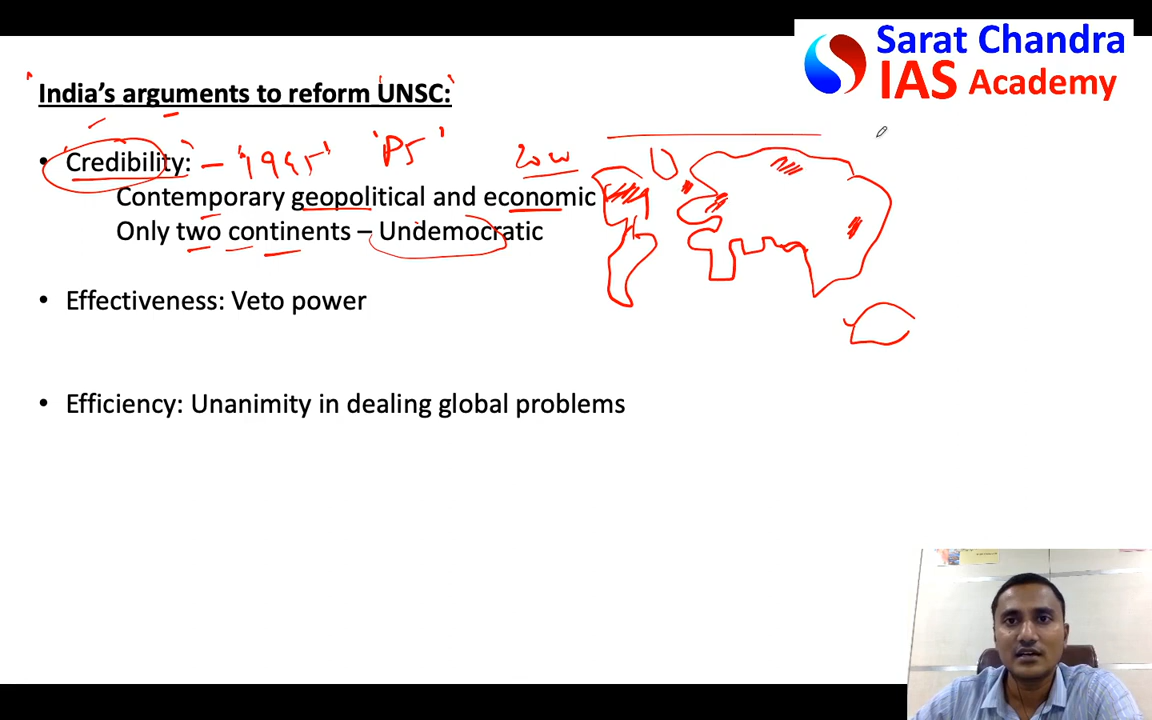 Sarat Chandra
IAS Academy
India’s arguments to reform UNSC:
• Credibility: – '1945' 'P5'
Contemporary geopolitical and economic
Only two continents – Undemocratic
• Effectiveness: Veto power
• Efficiency: Unanimity in dealing global problems